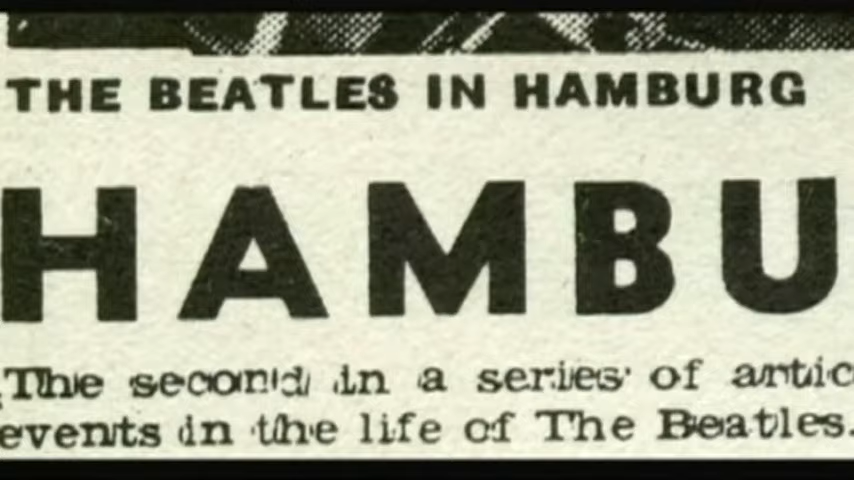 THE BEATLES IN HAMBURG
HAMBU
The second in a series of artic
events in the life of The Beatles.